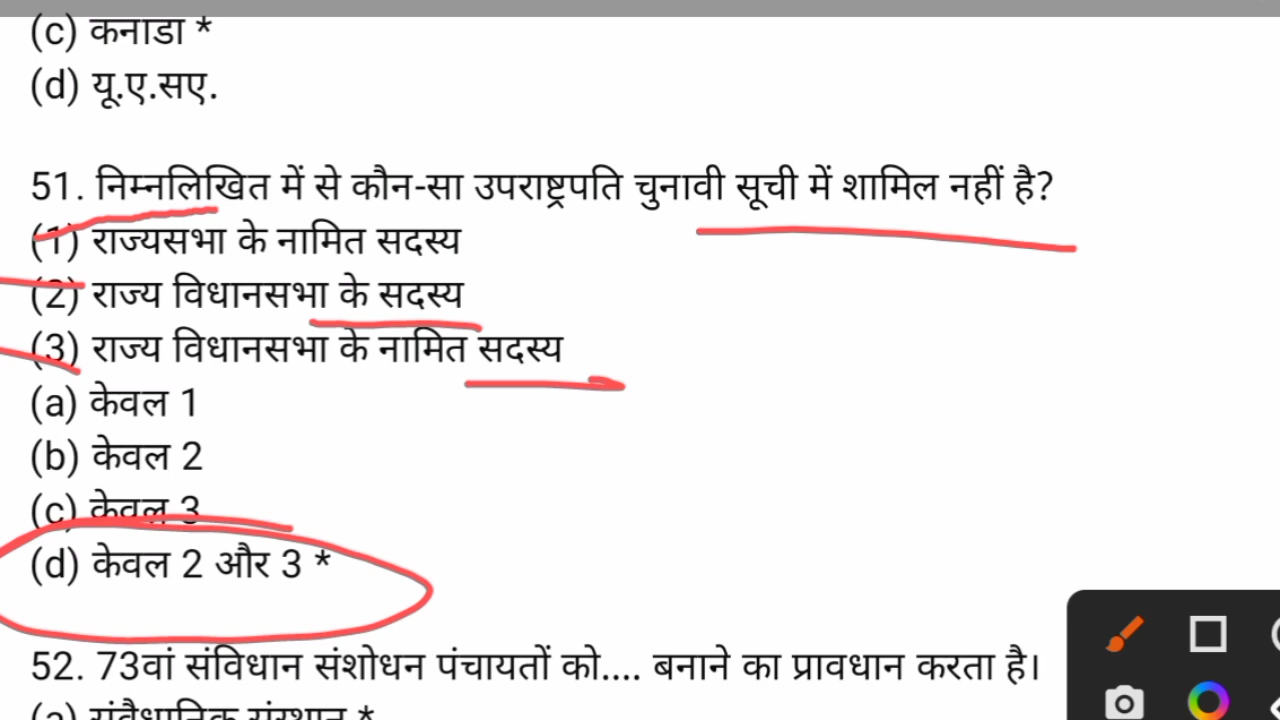 (c) कनाडा *
(d) यू.ए.सए.
51. निम्नलिखित में से कौन-सा उपराष्ट्रपति चुनावी सूची में शामिल नहीं है?
(1) राज्यसभा के नामित सदस्य
(2) राज्य विधानसभा के सदस्य
(3) राज्य विधानसभा के नामित सदस्य
(a) केवल 1
(b) केवल 2
(c) केवल 3
(d) केवल 2 और 3 *
52. 73वां संविधान संशोधन पंचायतों को.... बनाने का प्रावधान करता है।
(a) संवैधानिक संस्थान *